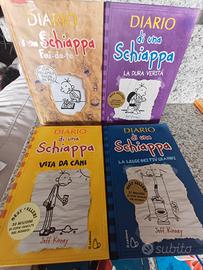 DIARIO
di una
Schiappa
Fai-da-te
DIARIO
di una
Schiappa
LA DURA VERITÀ
DIARIO
di una
Schiappa
VITA DA CANI
Jeff Kinney
DIARIO
di una
Schiappa
LA LEGGE DEI PIÙ GRANDI
Jeff Kinney
subito